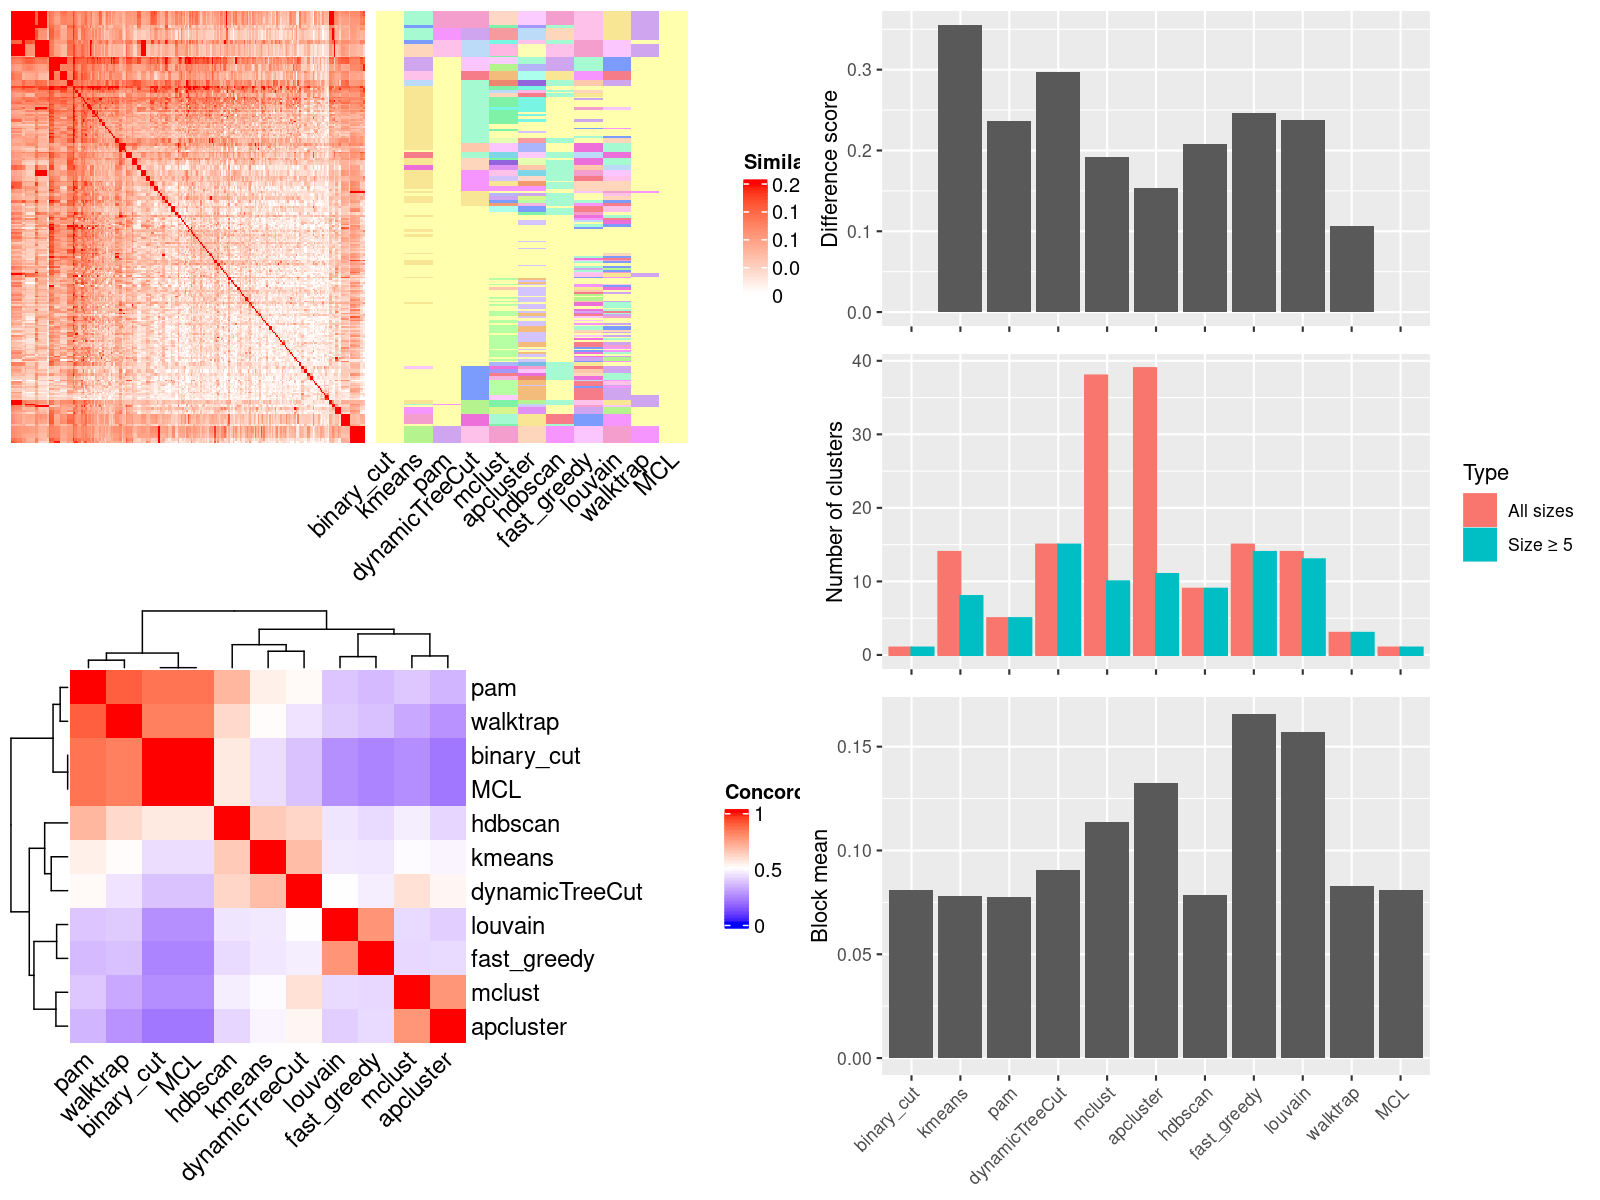 Simila
0.2
0.1
0.1
0.0
0
binary_cut
kmeans
pam
dynamicTreeCut
mclust
apcluster
hdbscan
fast_greedy
louvain
walktrap
MCL
pam
walktrap
binary_cut
MCL
hdbscan
kmeans
dynamicTreeCut
louvain
fast_greedy
mclust
apcluster
pam
walktrap
binary_cut
MCL
hdbscan
kmeans
dynamicTreeCut
louvain
fast_greedy
mclust
apcluster
Concord
1
0.5
0
Difference score
0.3
0.2
0.1
0.0
Number of clusters
40
30
20
10
0
Type
All sizes
Size ≥ 5
Block mean
0.15
0.10
0.05
0.00
binary_cut
kmeans
pam
dynamicTreeCut
mclust
apcluster
hdbscan
fast_greedy
louvain
walktrap
MCL